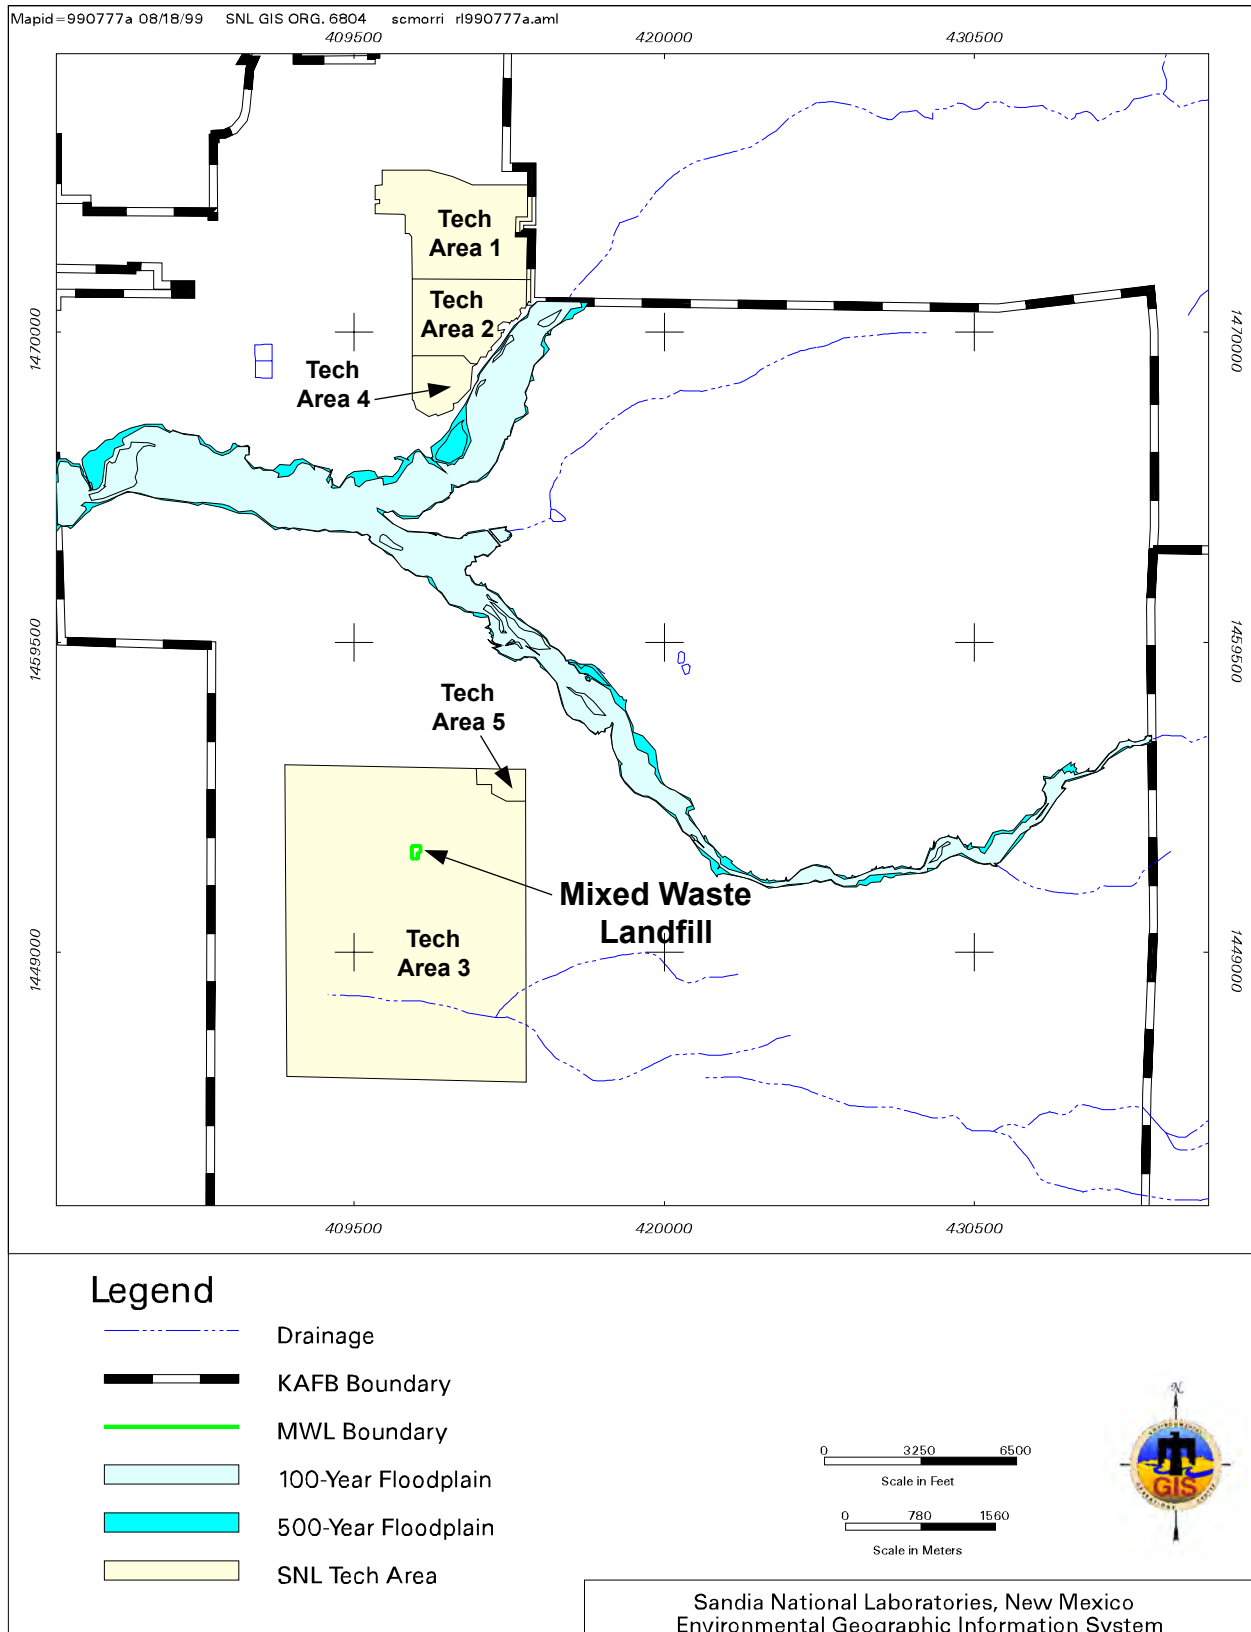 Mapid=990777a 08/18/99 SNL GIS ORG. 6804 scmorri rl990777a.aml
409500 420000 430500
Tech
Area 1
Tech
Area 2
1470000 1470000
Tech
Area 4
1459500 1459500
Tech
Area 5
Mixed Waste
Landfill
Tech
Area 3
1449000 1449000
409500 420000 430500
Legend
Drainage
KAFB Boundary
MWL Boundary
100-Year Floodplain
500-Year Floodplain
SNL Tech Area
0 3250 6500
Scale in Feet
0 780 1560
Scale in Meters
N
ENVIRONMENTAL
GIS
OPERATIONS CENTER
Sandia National Laboratories, New Mexico
Environmental Geographic Information System